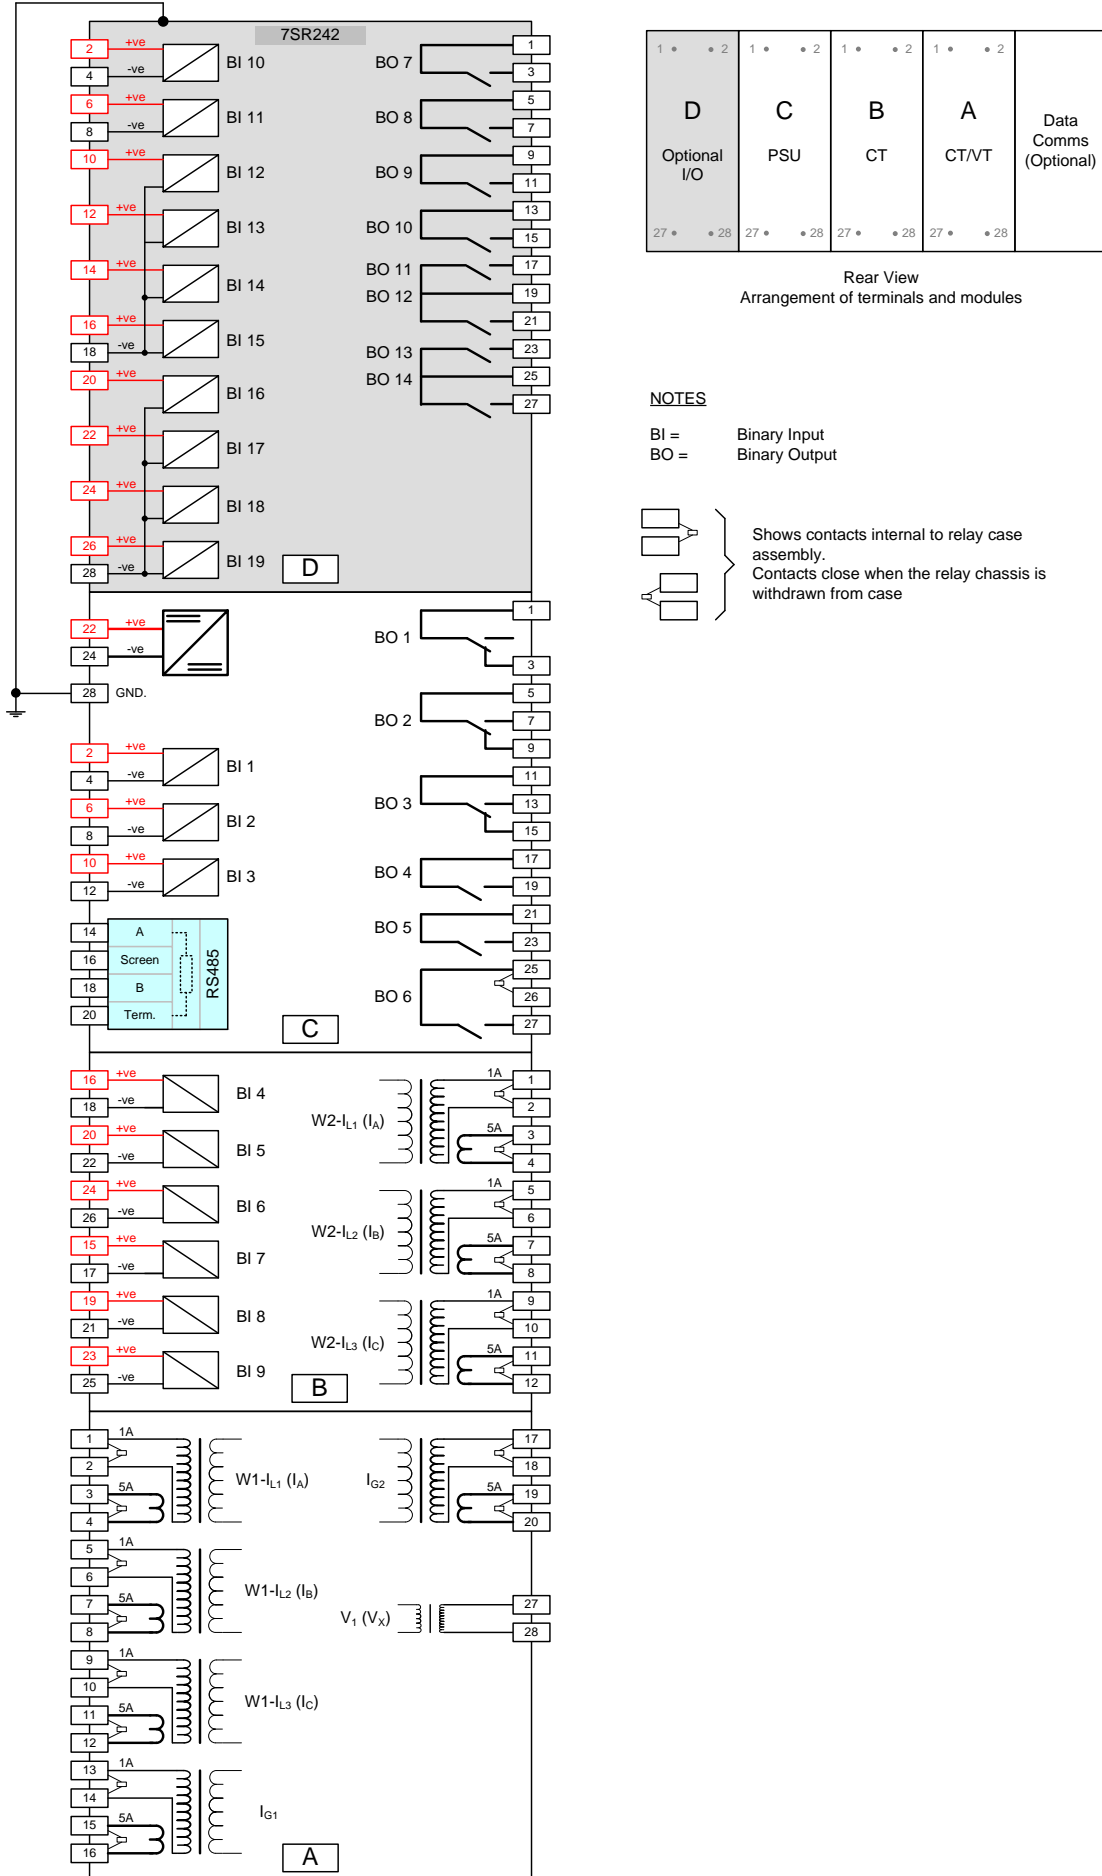 7SR242
2 +ve
4 -ve
BI 10
6 +ve
8 -ve
BI 11
10 +ve
BI 12
12 +ve
BI 13
14 +ve
BI 14
16 +ve
18 -ve
BI 15
20 +ve
BI 16
22 +ve
BI 17
24 +ve
BI 18
26 +ve
28 -ve
BI 19
BO 7
1
3
BO 8
5
7
BO 9
9
11
BO 10
13
15
BO 11
17
BO 12
19
21
BO 13
23
BO 14
25
27
D
22 +ve
24 -ve
28 GND.
2 +ve
4 -ve
BI 1
6 +ve
8 -ve
BI 2
10 +ve
12 -ve
BI 3
14 A
16 Screen
18 B
20 Term.
RS485
BO 1
1
3
BO 2
5
7
9
BO 3
11
13
15
BO 4
17
19
BO 5
21
23
BO 6
25
26
27
C
16 +ve
18 -ve
BI 4
20 +ve
22 -ve
BI 5
24 +ve
26 -ve
BI 6
15 +ve
17 -ve
BI 7
19 +ve
21 -ve
BI 8
23 +ve
25 -ve
BI 9
W2-IL1 (IA)
1A 1
2
5A 3
4
W2-IL2 (IB)
1A 5
6
5A 7
8
W2-IL3 (IC)
1A 9
10
5A 11
12
B
1 1A
2
3 5A
4
W1-IL1 (IA)
5 1A
6
7 5A
8
W1-IL2 (IB)
9 1A
10
11 5A
12
W1-IL3 (IC)
13 1A
14
15 5A
16
IG1
IG2
1A 17
18
5A 19
20
V1 (VX)
27
28
A
1 2 1 2 1 2 1 2
D C B A
Optional I/O
PSU
CT
CT/VT
Data
Comms
(Optional)
27 28 27 28 27 28 27 28
Rear View
Arrangement of terminals and modules
NOTES
BI = Binary Input
BO = Binary Output
Shows contacts internal to relay case
assembly.
Contacts close when the relay chassis is
withdrawn from case